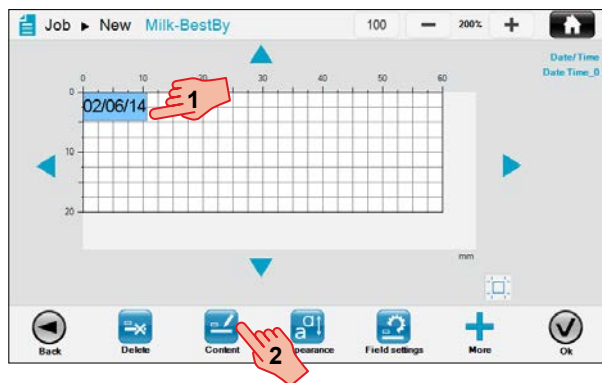 Job ▶ New Milk-BestBy 100 — 200% +
Date/Time
Date Time_0
0 10 20 30 40 50 60
0
02/06/14 1
10
20
mm
2
Back Delete Content pearance Field settings More Ok